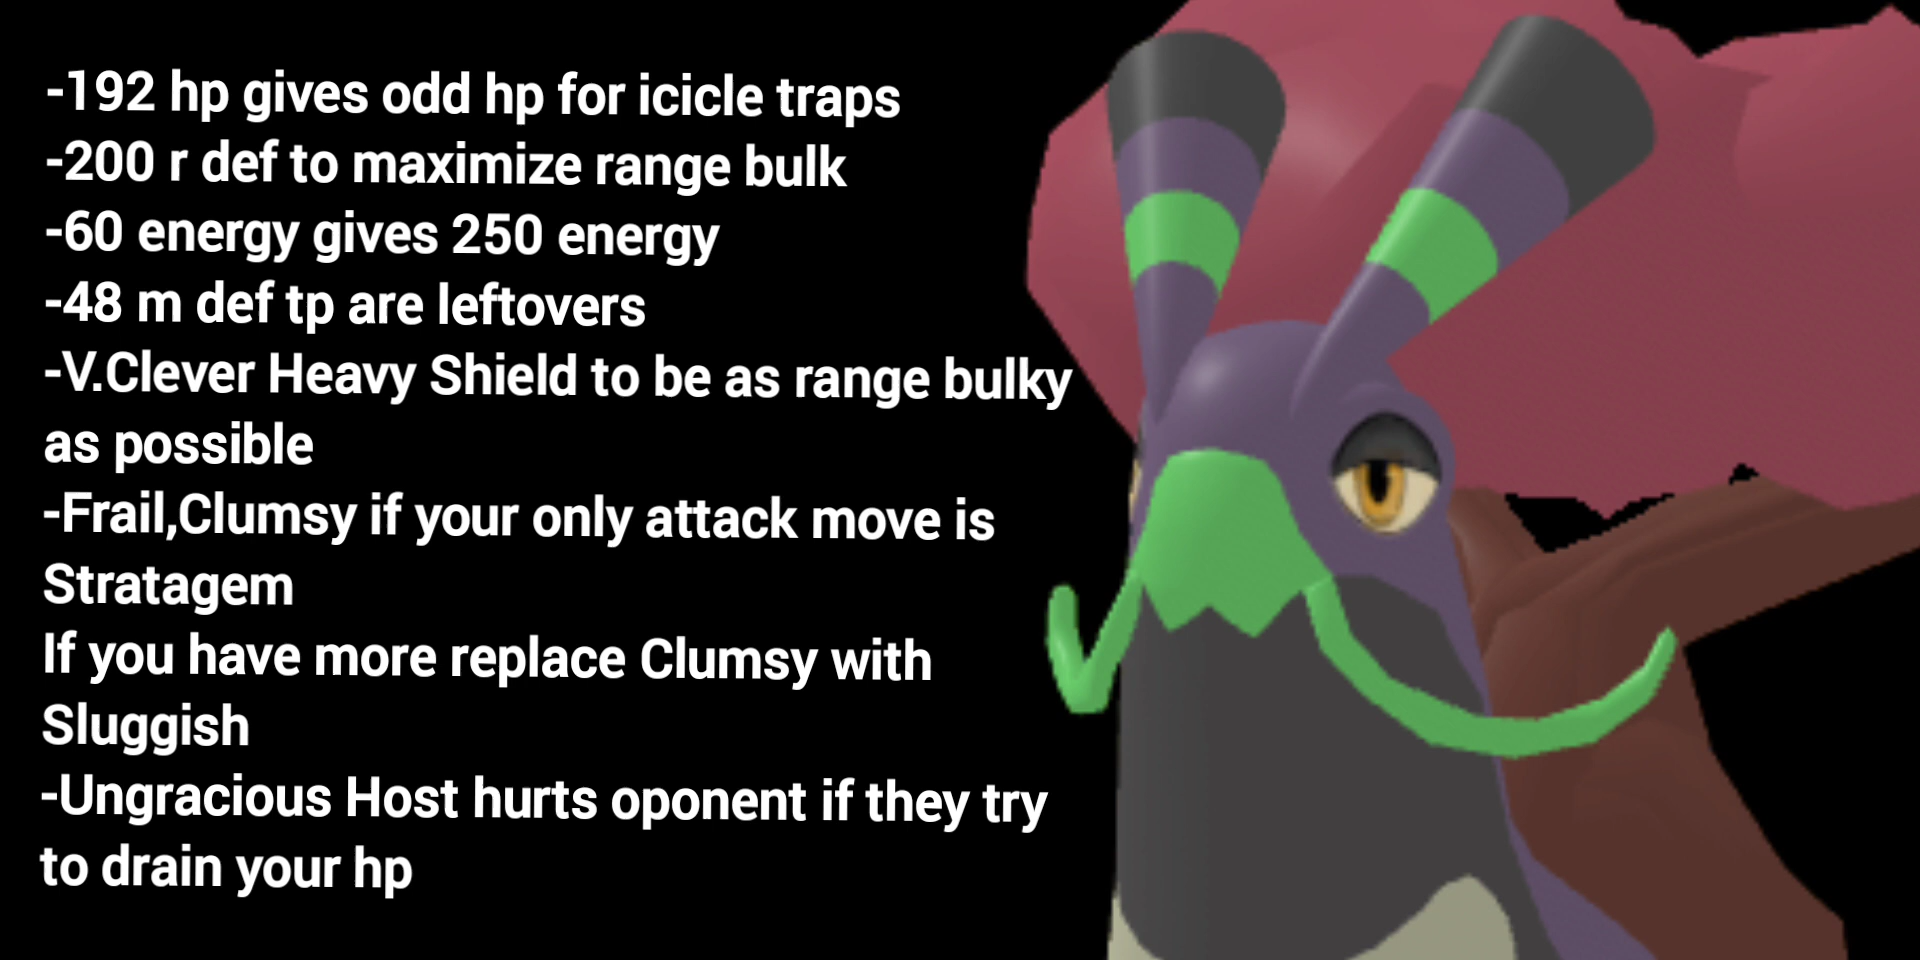 -192 hp gives odd hp for icicle traps
-200 r def to maximize range bulk
-60 energy gives 250 energy
-48 m def tp are leftovers
-V.Clever Heavy Shield to be as range bulky
as possible
-Frail,Clumsy if your only attack move is
Stratagem
If you have more replace Clumsy with
Sluggish
-Ungracious Host hurts oponent if they try
to drain your hp